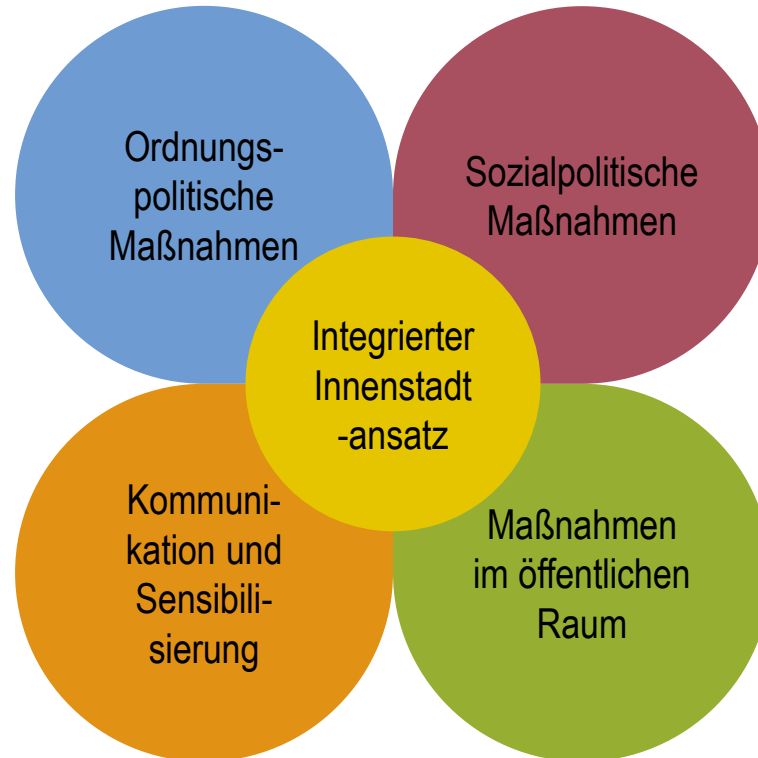 Ordnungs-
politische
Maßnahmen
Sozialpolitische
Maßnahmen
Integrierter
Innenstadt
-ansatz
Kommuni-
kation und
Sensibili-
sierung
Maßnahmen
im öffentlichen
Raum